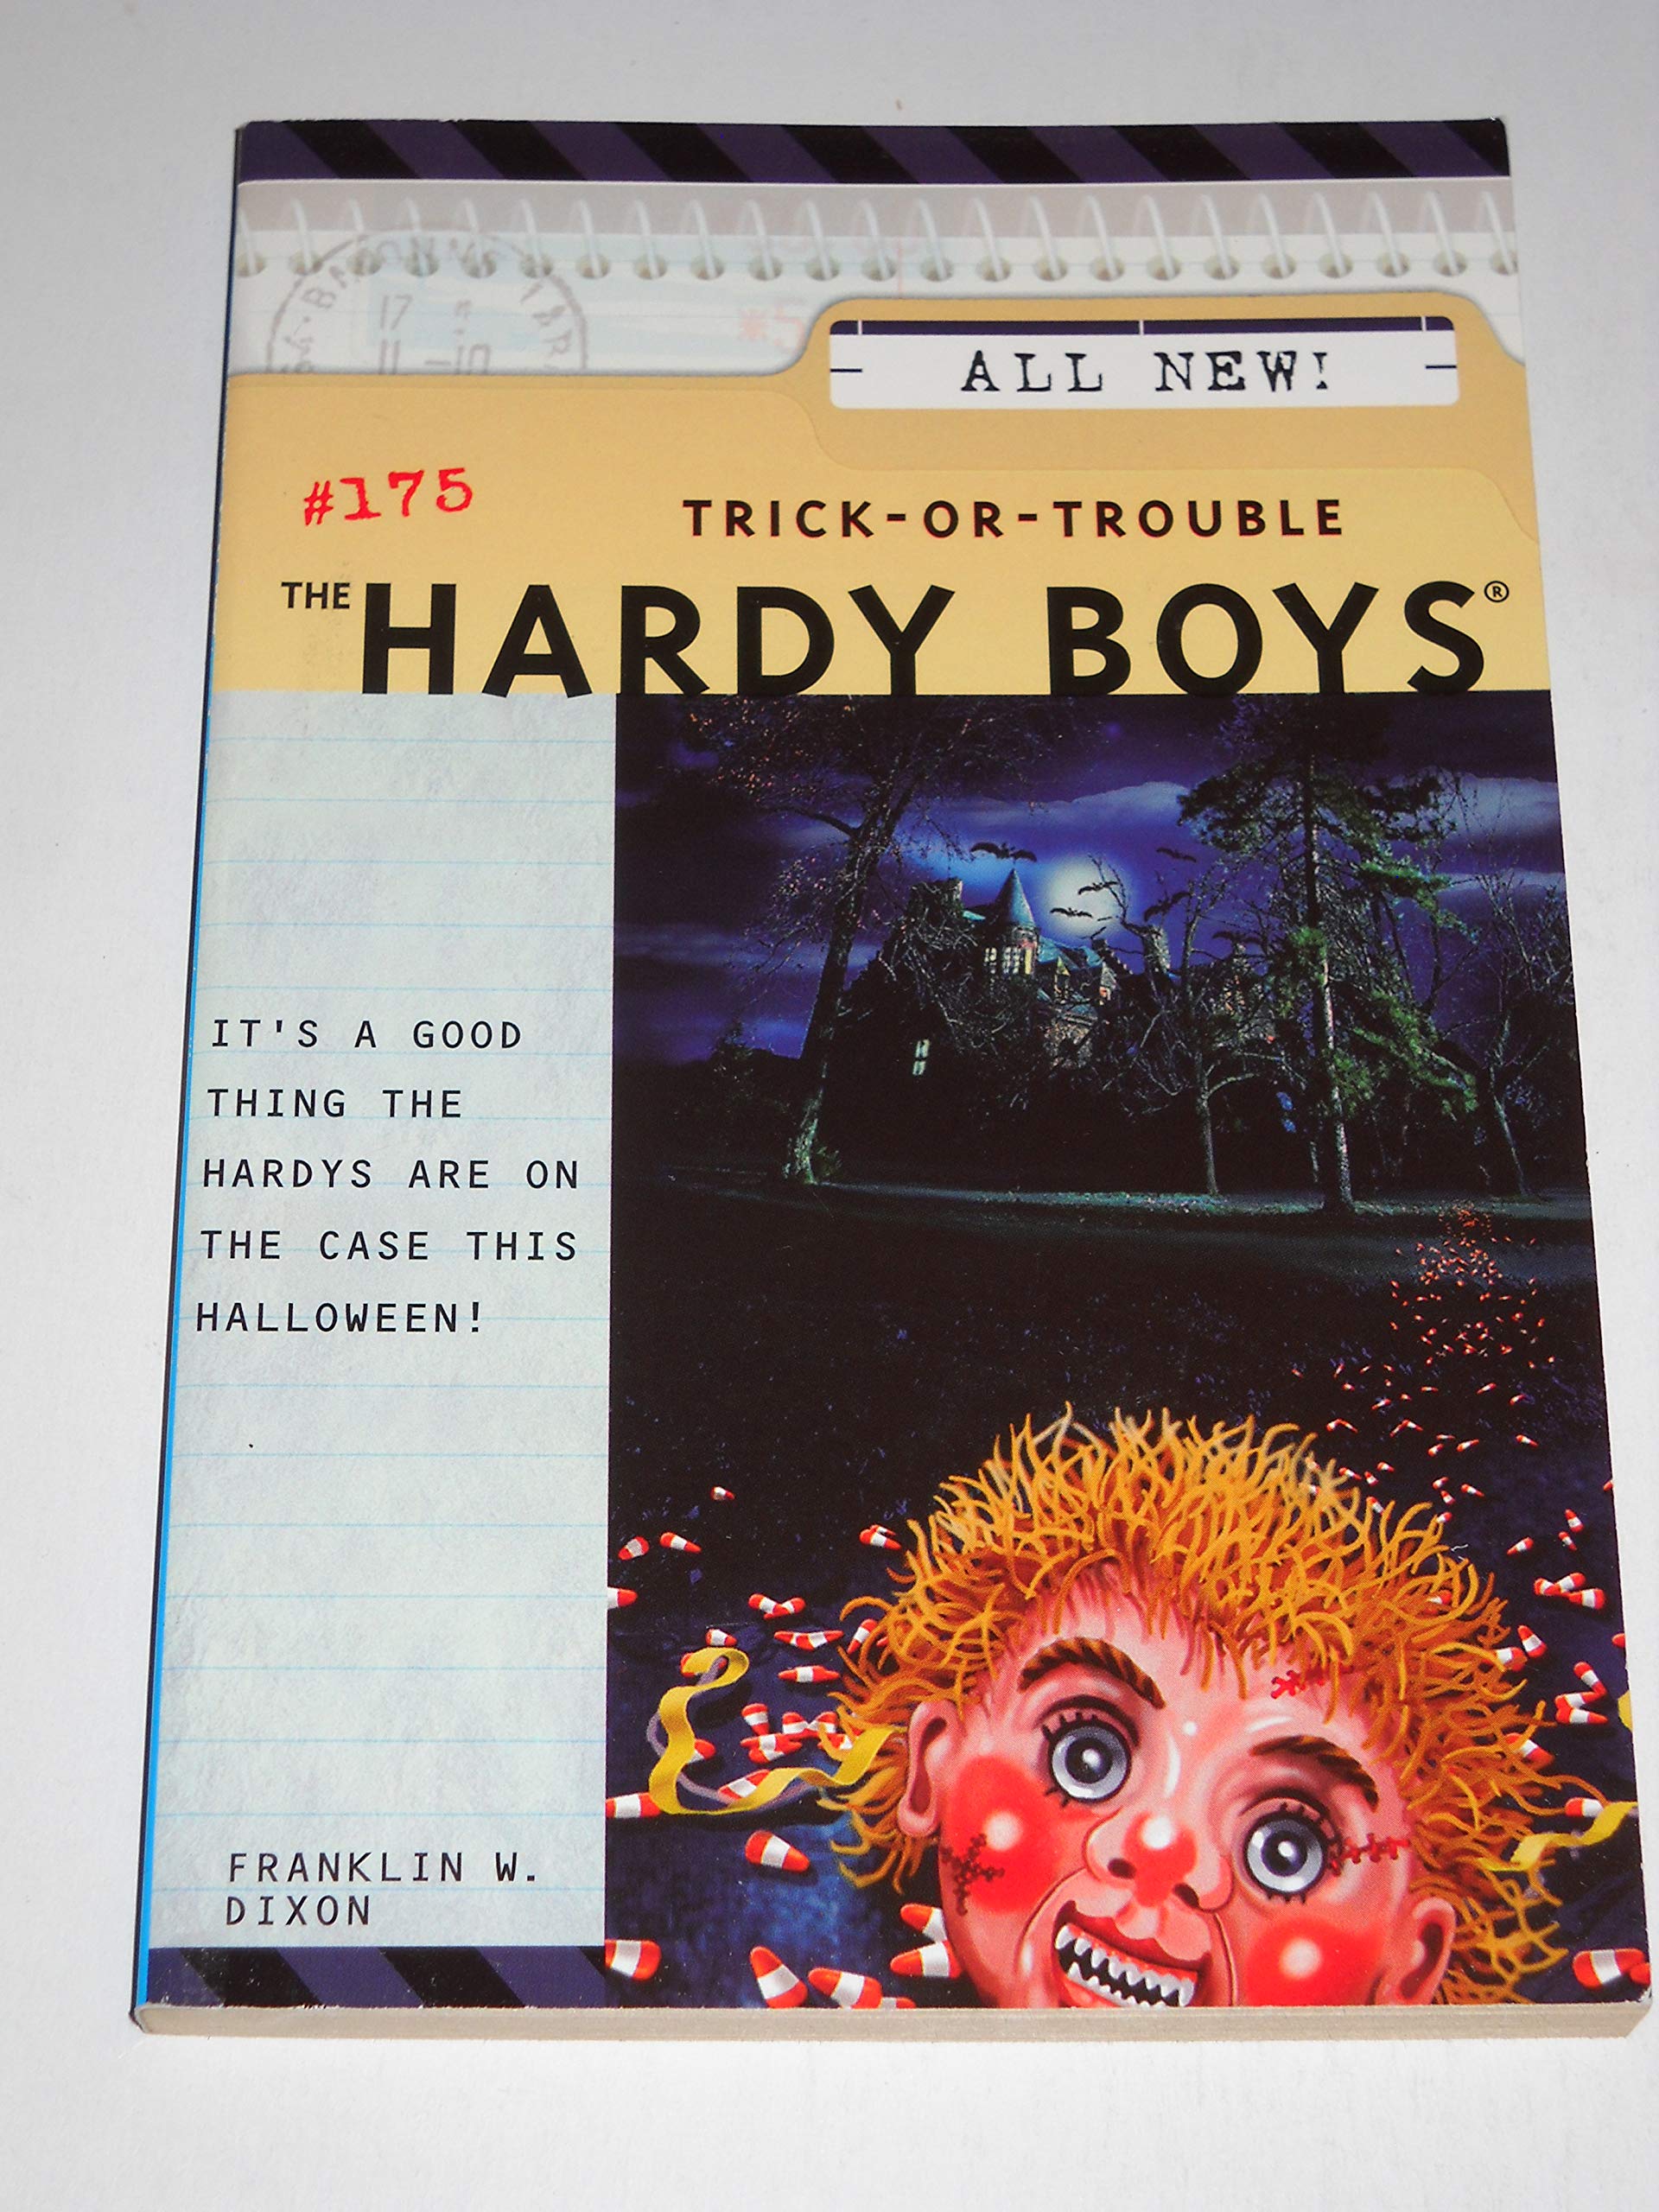 ALL NEW!
#175
TRICK-OR-TROUBLE
THE HARDY BOYS®
IT'S A GOOD
THING THE
HARDYS ARE ON
THE CASE THIS
HALLOWEEN!
FRANKLIN W.
DIXON